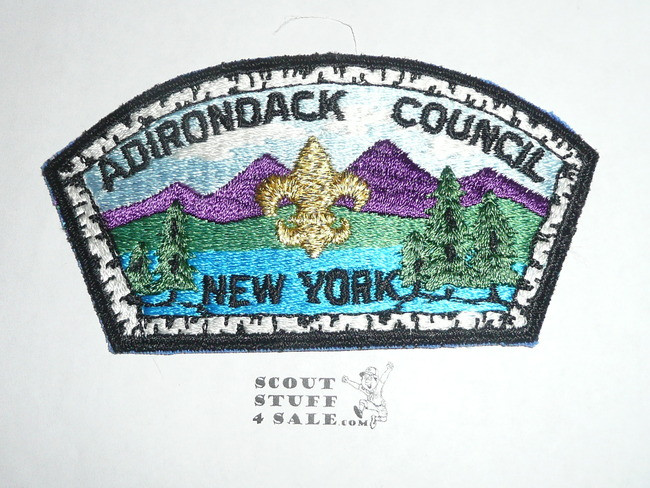 ADIRONDACK COUNCIL
NEW YORK
SCOUT
STUFF
4 SALE.COM